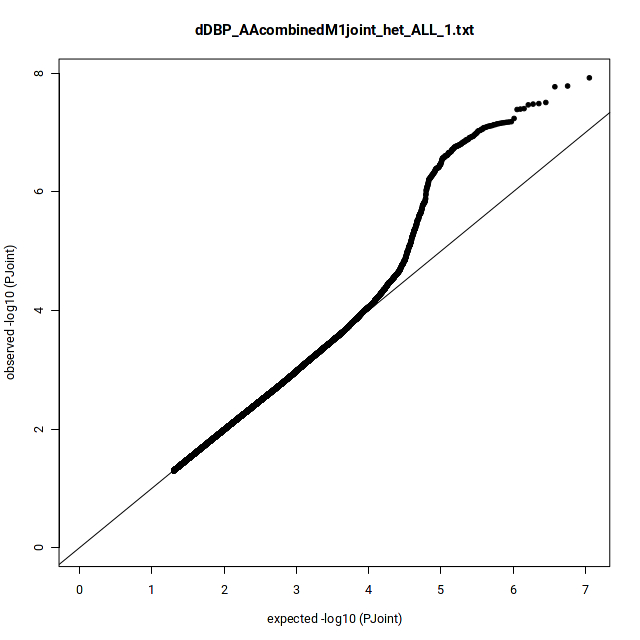 dDBP_AAcombinedM1joint_het_ALL_1.txt
8
6
4
2
0
observed -log10 (PJoint)
0 1 2 3 4 5 6 7
expected -log10 (PJoint)